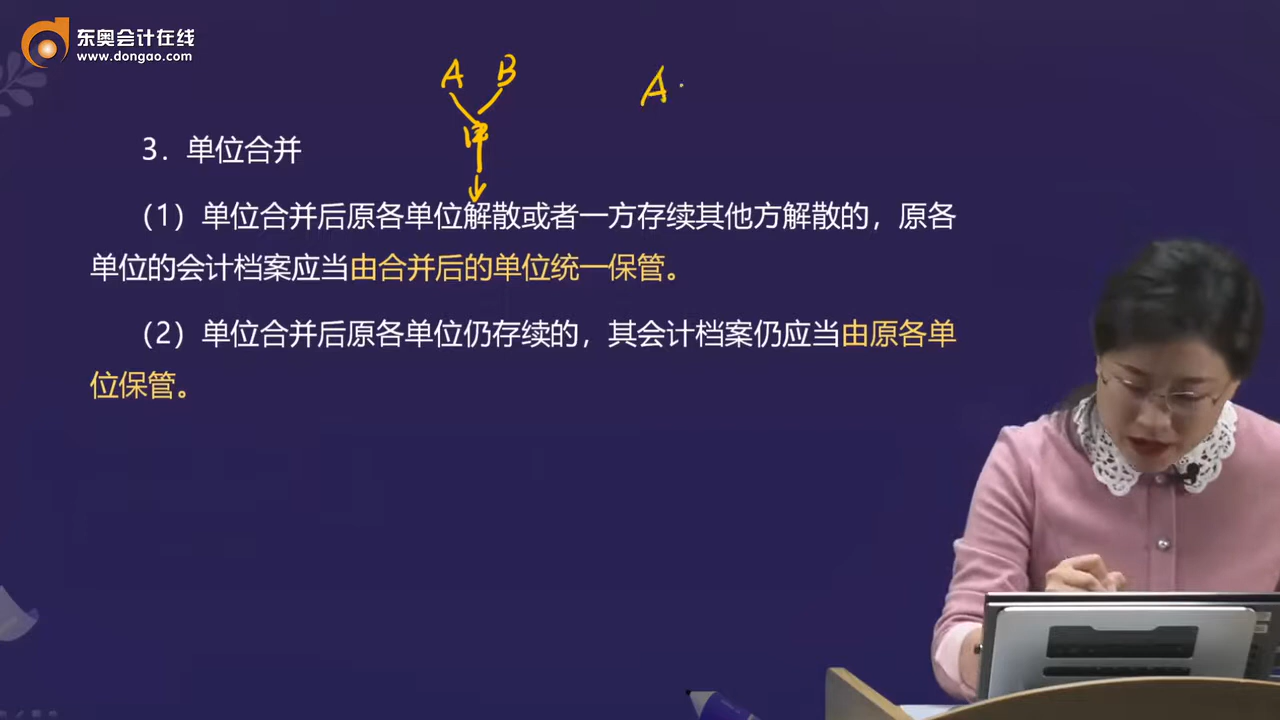 东奥会计在线
www.dongao.com
A B
A
甲
3．单位合并
（1）单位合并后原各单位解散或者一方存续其他方解散的，原各
单位的会计档案应当由合并后的单位统一保管。
（2）单位合并后原各单位仍存续的，其会计档案仍应当由原各单
位保管。